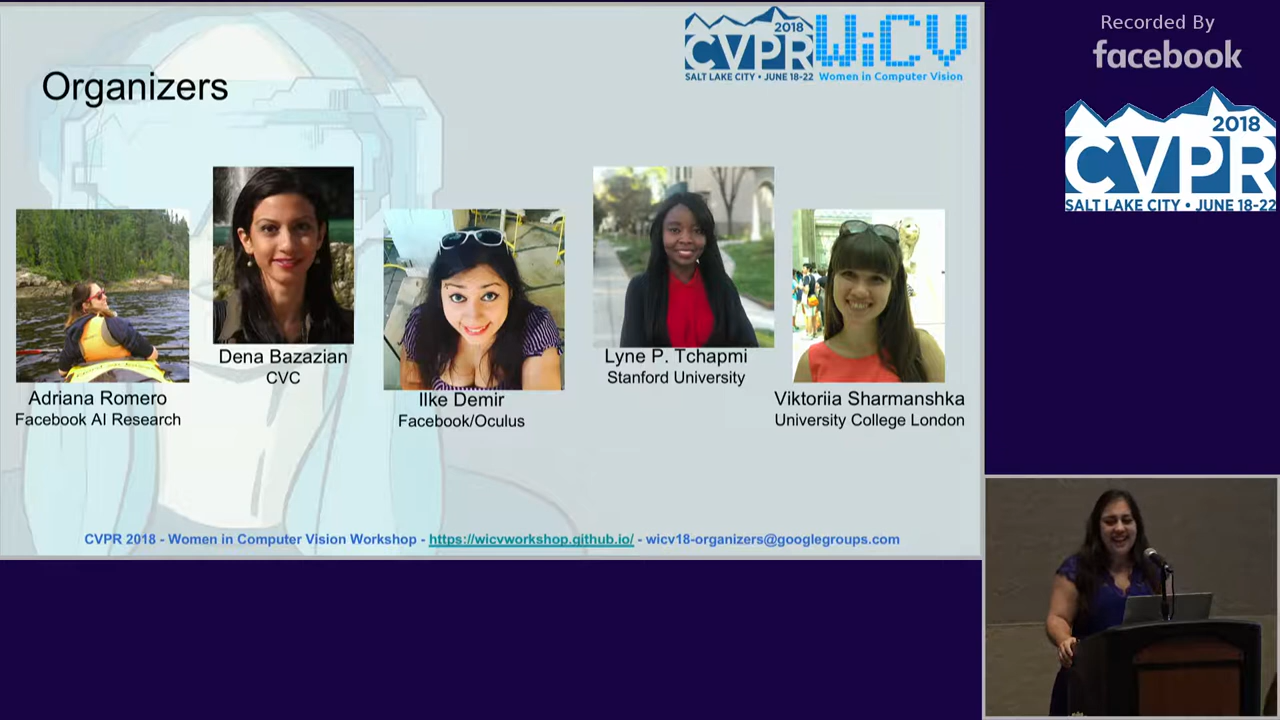 Organizers
2018
CVPR
SALT LAKE CITY • JUNE 18-22
WiCV
Women in Computer Vision
Adriana Romero
Facebook AI Research
Dena Bazazian
CVC
Ilke Demir
Facebook/Oculus
Lyne P. Tchapmi
Stanford University
Viktoriia Sharmanshka
University College London
CVPR 2018 - Women in Computer Vision Workshop - https://wicvworkshop.github.io/ - wicv18-organizers@googlegroups.com
Recorded By
facebook
2018
CVPR
SALT LAKE CITY • JUNE 18-22